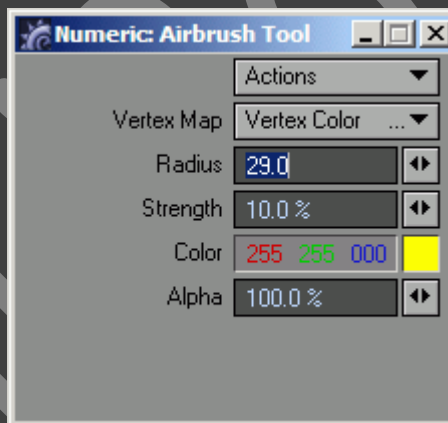 Numeric: Airbrush Tool
Actions
Vertex Map Vertex Color ...
Radius 29.0
Strength 10.0 %
Color 255 255 000
Alpha 100.0 %